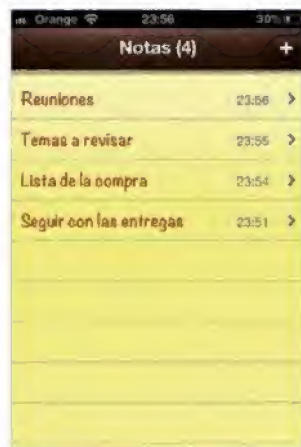 Orange 23:56 30%
Notas (4) +
Reuniones 23:56 >
Temas a revisar 23:55 >
Lista de la compra 23:54 >
Seguir con las entregas 23:51 >